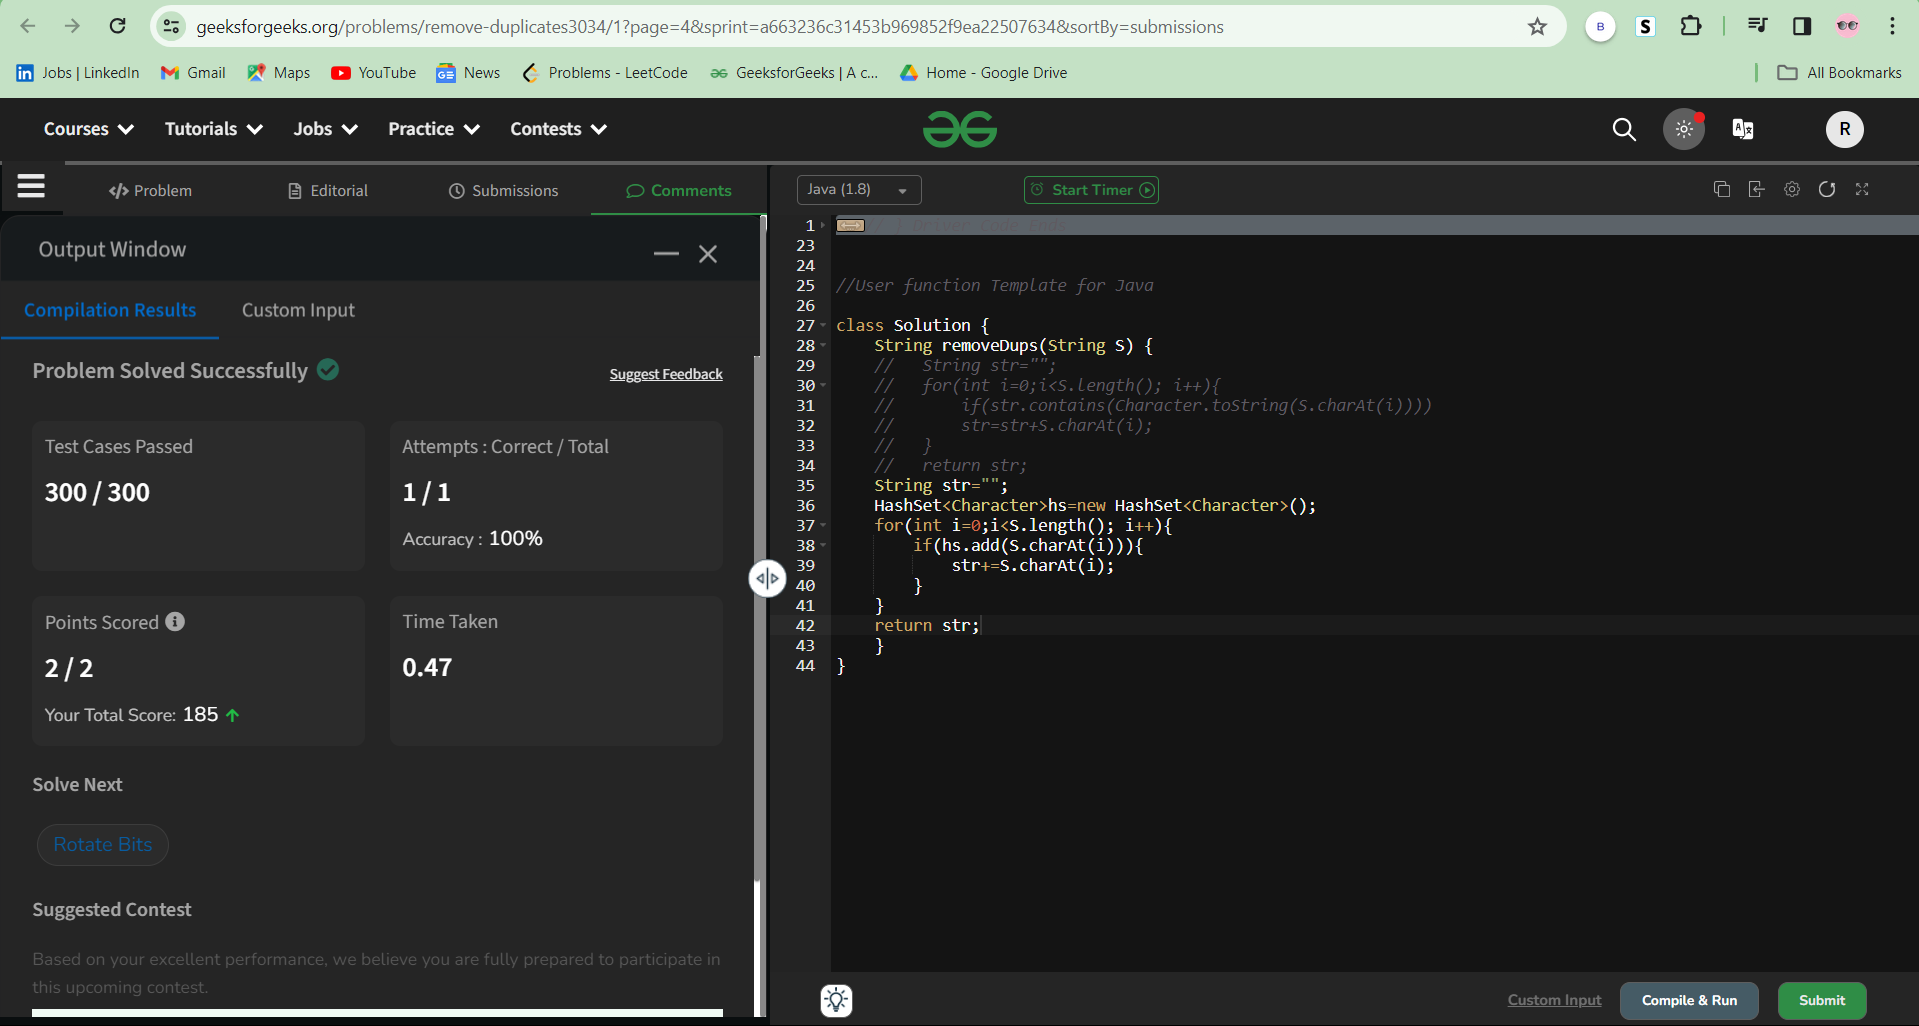 geeksforgeeks.org/problems/remove-duplicates3034/1?page=4&sprint=a663236c31453b969852f9ea22507634&sortBy=submissions
B
S
Jobs | LinkedIn
Gmail
Maps
YouTube
News
Problems - LeetCode
GeeksforGeeks | A c...
Home - Google Drive
All Bookmarks
Courses
Tutorials
Jobs
Practice
Contests
R
Problem
Editorial
Submissions
Comments
Output Window
Compilation Results
Custom Input
Problem Solved Successfully
Suggest Feedback
Test Cases Passed
300 / 300
Attempts : Correct / Total
1 / 1
Accuracy : 100%
Points Scored
2 / 2
Your Total Score: 185
Time Taken
0.47
Solve Next
Rotate Bits
Suggested Contest
Based on your excellent performance, we believe you are fully prepared to participate in
this upcoming contest.
Java (1.8)
Start Timer
1 // } Driver Code Ends
23
24
25 //User function Template for Java
26
27 class Solution {
28     String removeDups(String S) {
29     //   String str="";
30     //   for(int i=0;i<S.length(); i++){
31     //       if(str.contains(Character.toString(S.charAt(i))))
32     //       str=str+S.charAt(i);
33     //   }
34     //   return str;
35     String str="";
36     HashSet<Character>hs=new HashSet<Character>();
37     for(int i=0;i<S.length(); i++){
38         if(hs.add(S.charAt(i))){
39             str+=S.charAt(i);
40         }
41     }
42     return str;
43     }
44 }
Custom Input
Compile & Run
Submit